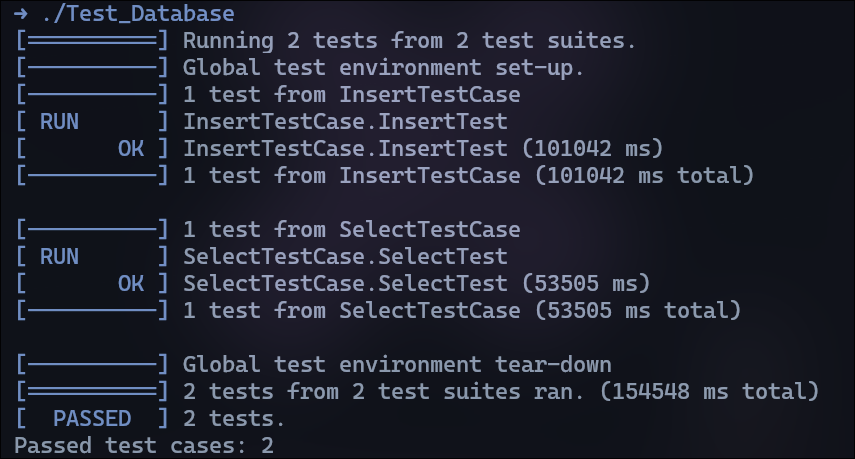 → ./Test_Database
[==========] Running 2 tests from 2 test suites.
[----------] Global test environment set-up.
[----------] 1 test from InsertTestCase
[ RUN      ] InsertTestCase.InsertTest
[       OK ] InsertTestCase.InsertTest (101042 ms)
[----------] 1 test from InsertTestCase (101042 ms total)

[----------] 1 test from SelectTestCase
[ RUN      ] SelectTestCase.SelectTest
[       OK ] SelectTestCase.SelectTest (53505 ms)
[----------] 1 test from SelectTestCase (53505 ms total)

[----------] Global test environment tear-down
[==========] 2 tests from 2 test suites ran. (154548 ms total)
[  PASSED  ] 2 tests.
Passed test cases: 2